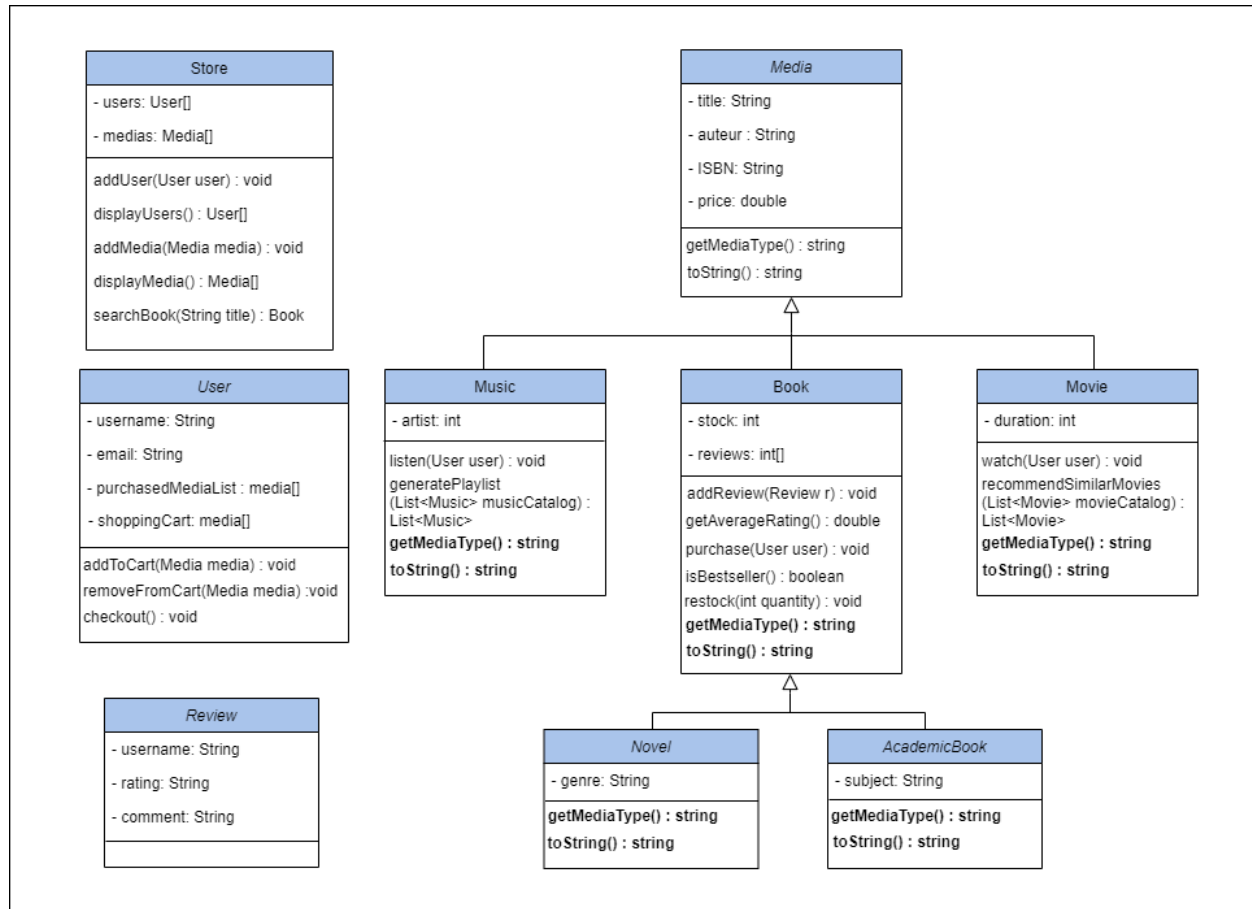 Store
- users: User[]
- medias: Media[]
addUser(User user) : void
displayUsers() : User[]
addMedia(Media media) : void
displayMedia() : Media[]
searchBook(String title) : Book
Media
- title: String
- auteur : String
- ISBN: String
- price: double
getMediaType() : string
toString() : string
User
- username: String
- email: String
- purchasedMediaList : media[]
- shoppingCart: media[]
addToCart(Media media) : void
removeFromCart(Media media) :void
checkout() : void
Music
- artist: int
listen(User user) : void
generatePlaylist
(List<Music> musicCatalog) :
List<Music>
getMediaType() : string
toString() : string
Book
- stock: int
- reviews: int[]
addReview(Review r) : void
getAverageRating() : double
purchase(User user) : void
isBestseller() : boolean
restock(int quantity) : void
getMediaType() : string
toString() : string
Movie
- duration: int
watch(User user) : void
recommendSimilarMovies
(List<Movie> movieCatalog) :
List<Movie>
getMediaType() : string
toString() : string
Review
- username: String
- rating: String
- comment: String
Novel
- genre: String
getMediaType() : string
toString() : string
AcademicBook
- subject: String
getMediaType() : string
toString() : string